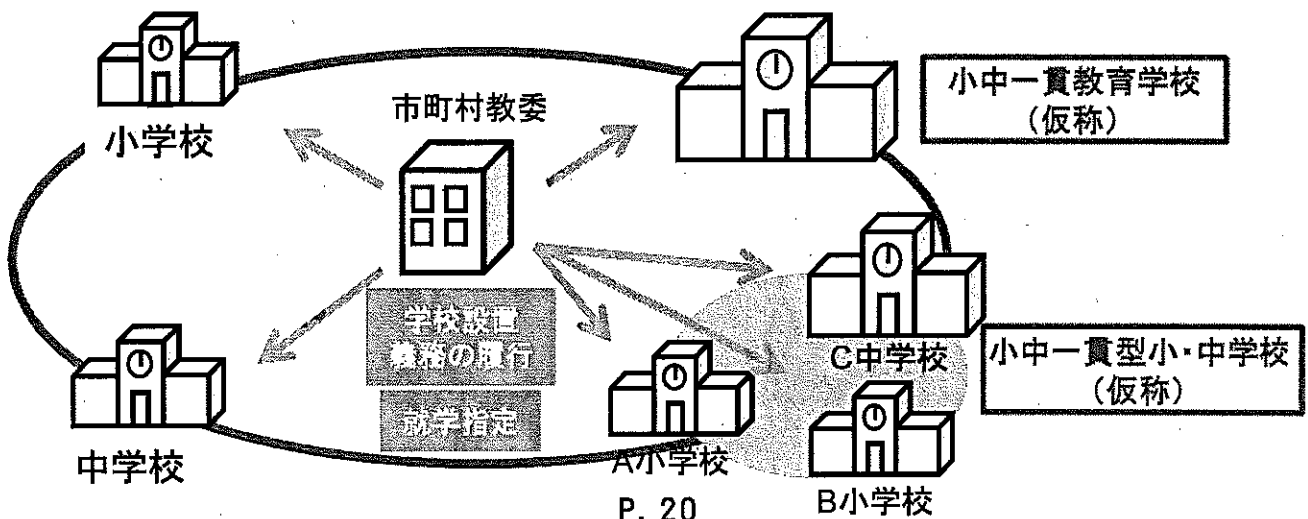 小学校
市町村教委
小中一貫教育学校
(仮称)
学校設置
義務の履行
就学指定
中学校
A小学校
C中学校
B小学校
小中一貫型小・中学校
(仮称)
P. 20